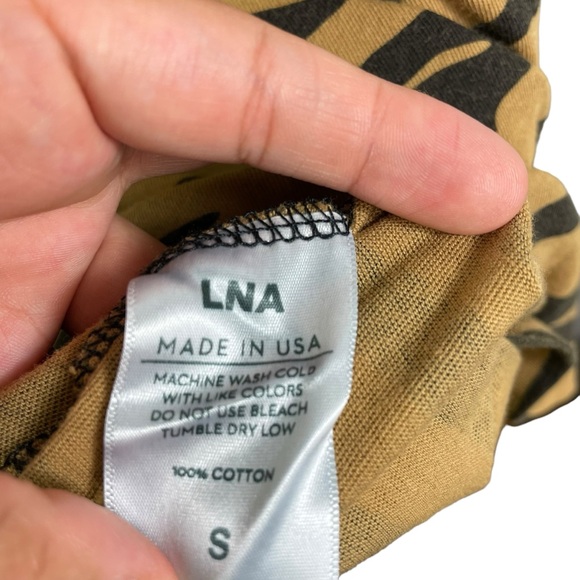 LNA
MADE IN USA
MACHINE WASH COLD
WITH LIKE COLORS
DO NOT USE BLEACH
TUMBLE DRY LOW
100% COTTON
S